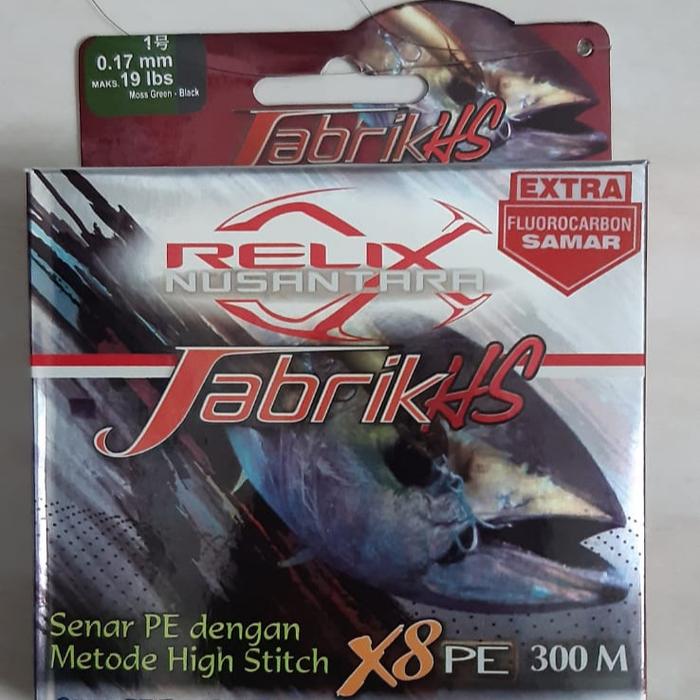 1号
0.17 mm
MAKS. 19 lbs
Moss Green - Black
JabrikHS
EXTRA
FLUOROCARBON
SAMAR
RELIX
NUSANTARA
JabrikHS
Senar PE dengan
Metode High Stitch
X8 PE 300 M